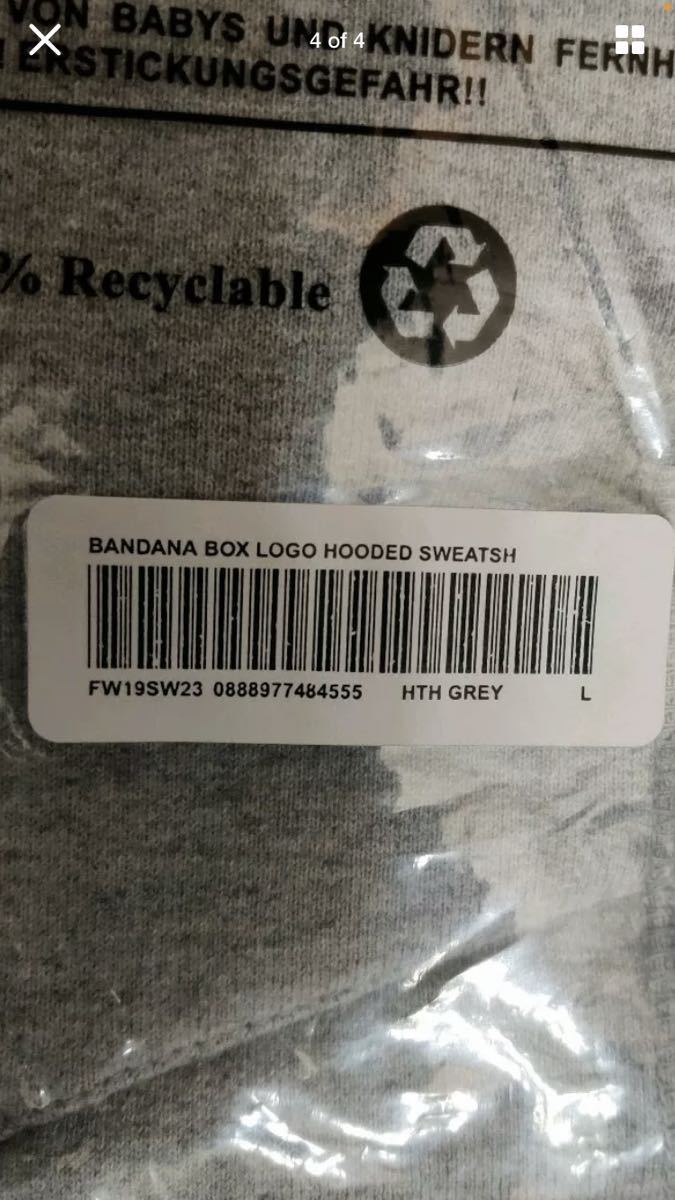 VON BABYS UND KNIDERN FERNH
4 of 4
! ERSTICKUNGSGEFAHR!!
% Recyclable
BANDANA BOX LOGO HOODED SWEATSH
FW19SW23 0888977484555 HTH GREY L